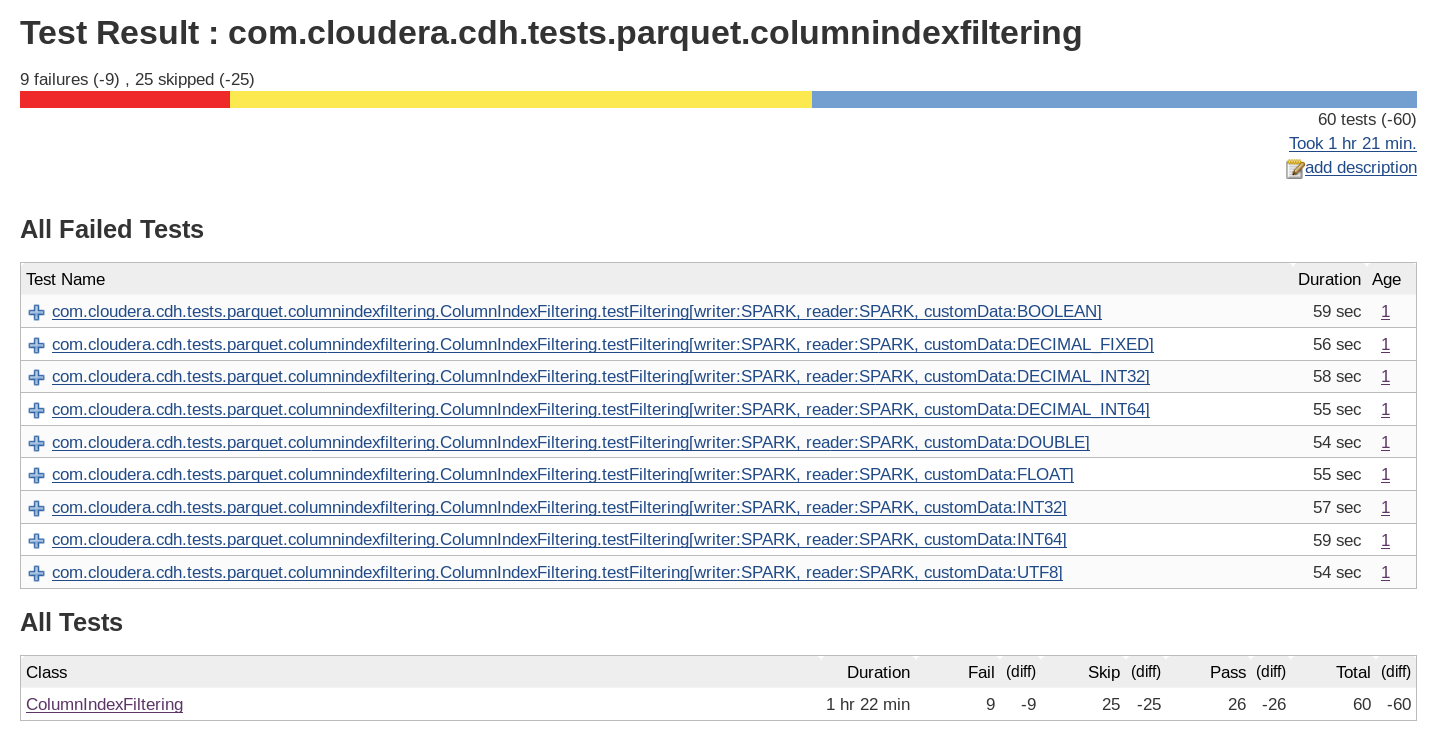 Test Result : com.cloudera.cdh.tests.parquet.columnindexfiltering
9 failures (-9) , 25 skipped (-25)
60 tests (-60)
Took 1 hr 21 min.
add description
All Failed Tests
Test Name Duration Age
com.cloudera.cdh.tests.parquet.columnindexfiltering.ColumnIndexFiltering.testFiltering[writer:SPARK, reader:SPARK, customData:BOOLEAN] 59 sec 1
com.cloudera.cdh.tests.parquet.columnindexfiltering.ColumnIndexFiltering.testFiltering[writer:SPARK, reader:SPARK, customData:DECIMAL_FIXED] 56 sec 1
com.cloudera.cdh.tests.parquet.columnindexfiltering.ColumnIndexFiltering.testFiltering[writer:SPARK, reader:SPARK, customData:DECIMAL_INT32] 58 sec 1
com.cloudera.cdh.tests.parquet.columnindexfiltering.ColumnIndexFiltering.testFiltering[writer:SPARK, reader:SPARK, customData:DECIMAL_INT64] 55 sec 1
com.cloudera.cdh.tests.parquet.columnindexfiltering.ColumnIndexFiltering.testFiltering[writer:SPARK, reader:SPARK, customData:DOUBLE] 54 sec 1
com.cloudera.cdh.tests.parquet.columnindexfiltering.ColumnIndexFiltering.testFiltering[writer:SPARK, reader:SPARK, customData:FLOAT] 55 sec 1
com.cloudera.cdh.tests.parquet.columnindexfiltering.ColumnIndexFiltering.testFiltering[writer:SPARK, reader:SPARK, customData:INT32] 57 sec 1
com.cloudera.cdh.tests.parquet.columnindexfiltering.ColumnIndexFiltering.testFiltering[writer:SPARK, reader:SPARK, customData:INT64] 59 sec 1
com.cloudera.cdh.tests.parquet.columnindexfiltering.ColumnIndexFiltering.testFiltering[writer:SPARK, reader:SPARK, customData:UTF8] 54 sec 1
All Tests
Class Duration Fail (diff) Skip (diff) Pass (diff) Total (diff)
ColumnIndexFiltering 1 hr 22 min 9 -9 25 -25 26 -26 60 -60